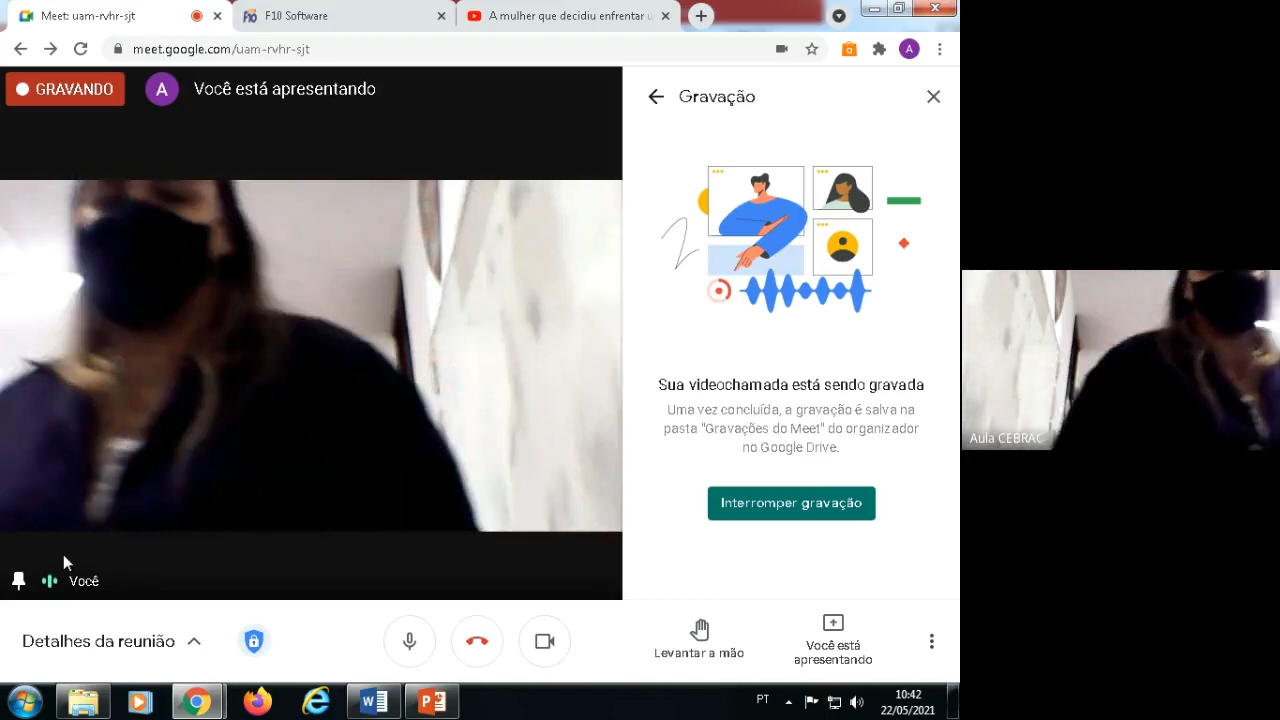 Meet: uam-rvhr-sjt
F10 Software
A mulher que decidiu enfrentar u
meet.google.com/uam-rvhr-sjt
A
GRAVANDO
A
Você está apresentando
Gravação
Sua videochamada está sendo gravada
Uma vez concluída, a gravação é salva na
pasta "Gravações do Meet" do organizador
no Google Drive.
Interromper gravação
Aula CEBRAC
Você
Detalhes da reunião
Levantar a mão
Você está
apresentando
PT
10:42
22/05/2021